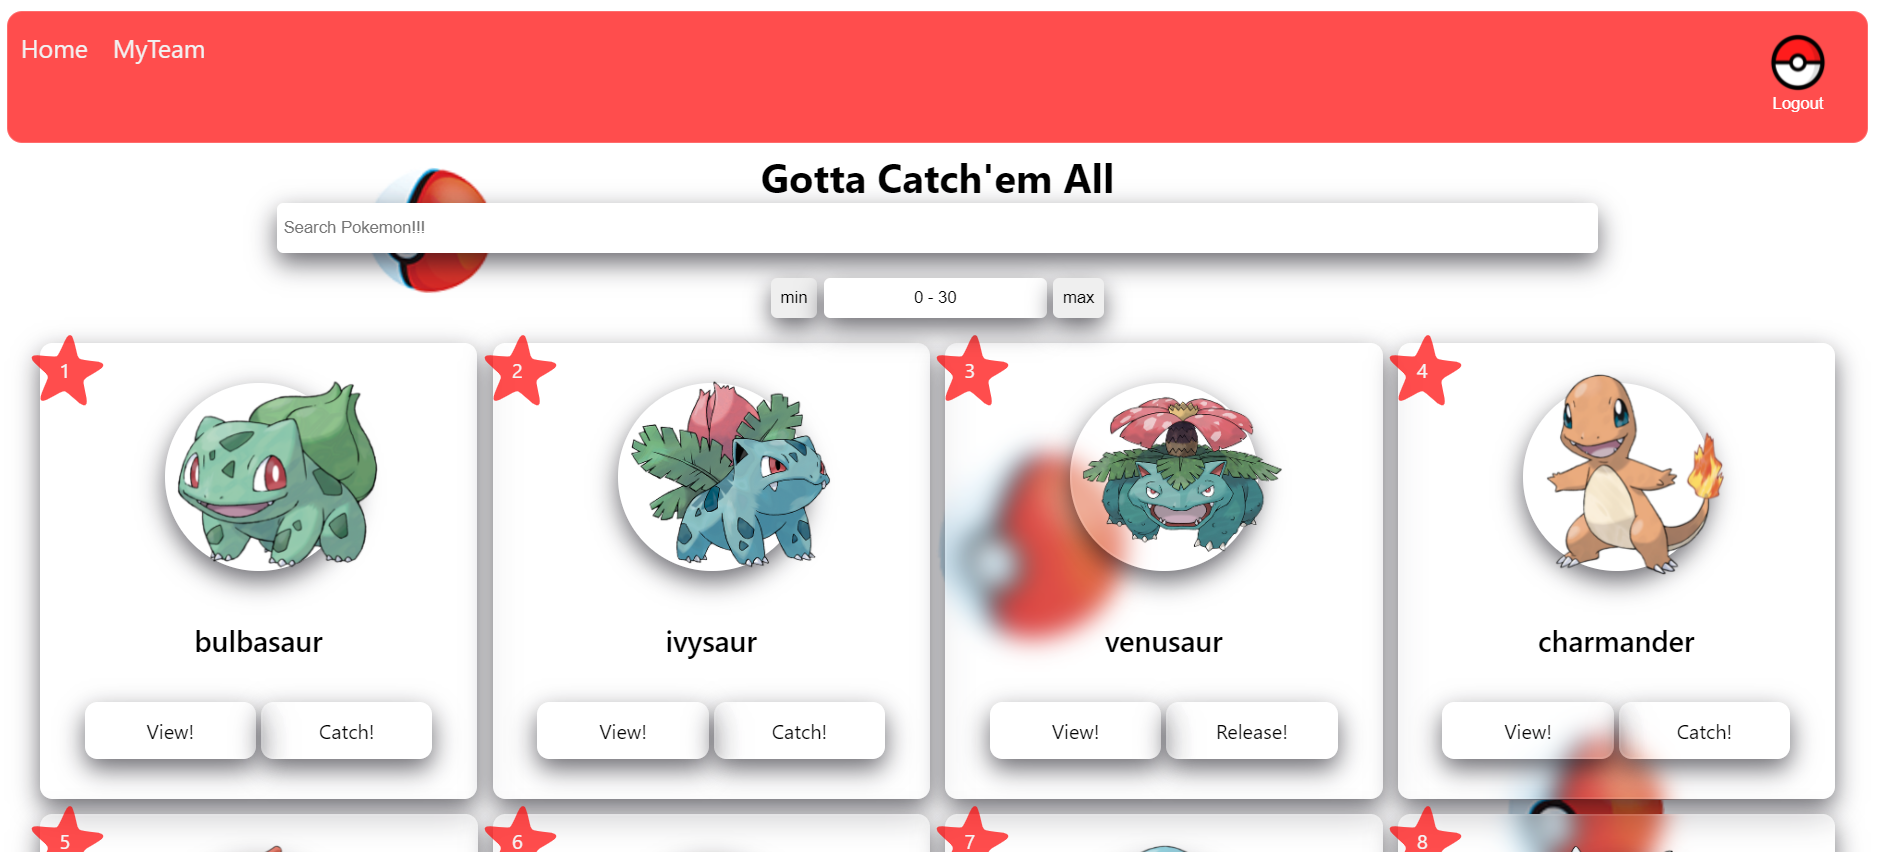 Home MyTeam
Logout
Gotta Catch'em All
Search Pokemon!!!
min 0 - 30 max
1 2 3 4
bulbasaur ivysaur venusaur charmander
View! Catch! View! Catch! View! Release! View! Catch!
5 6 7 8